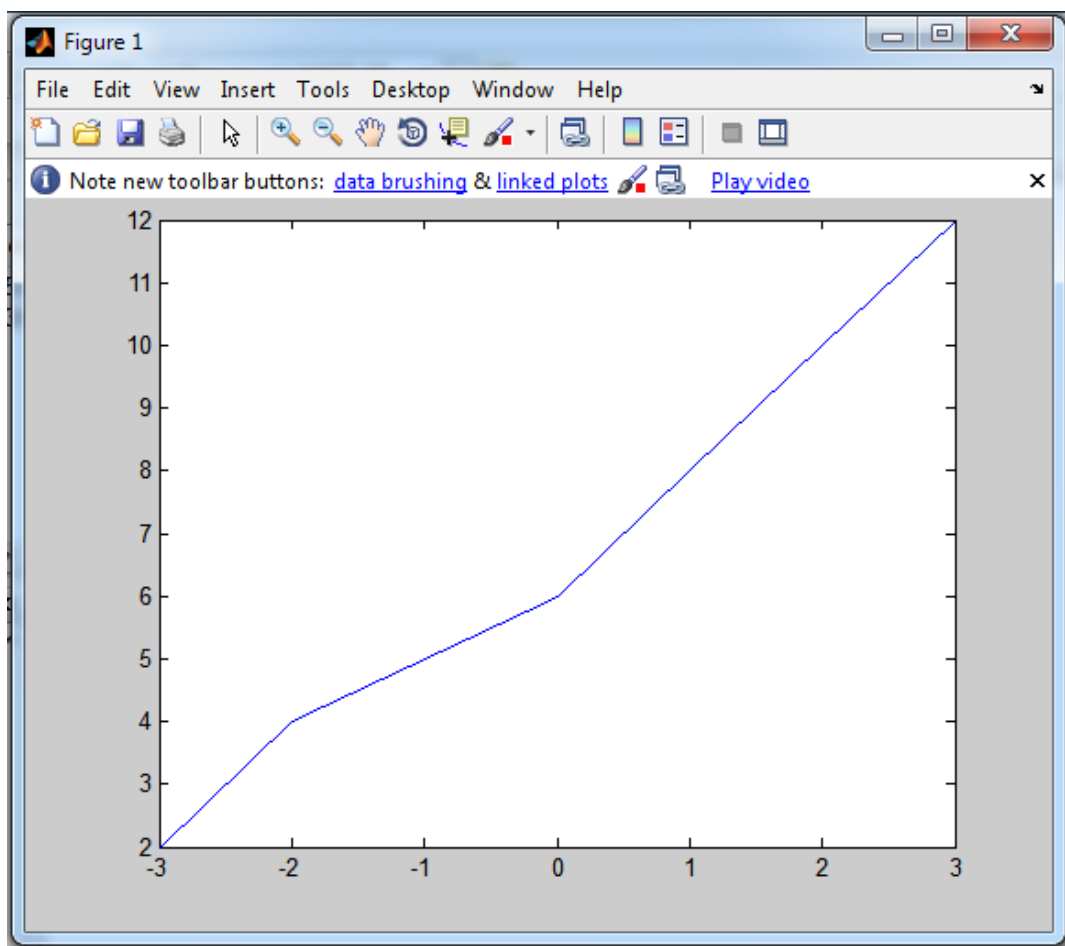 Figure 1
File Edit View Insert Tools Desktop Window Help
Note new toolbar buttons: data brushing & linked plots Play video
12
11
10
9
8
7
6
5
4
3
2
-3 -2 -1 0 1 2 3